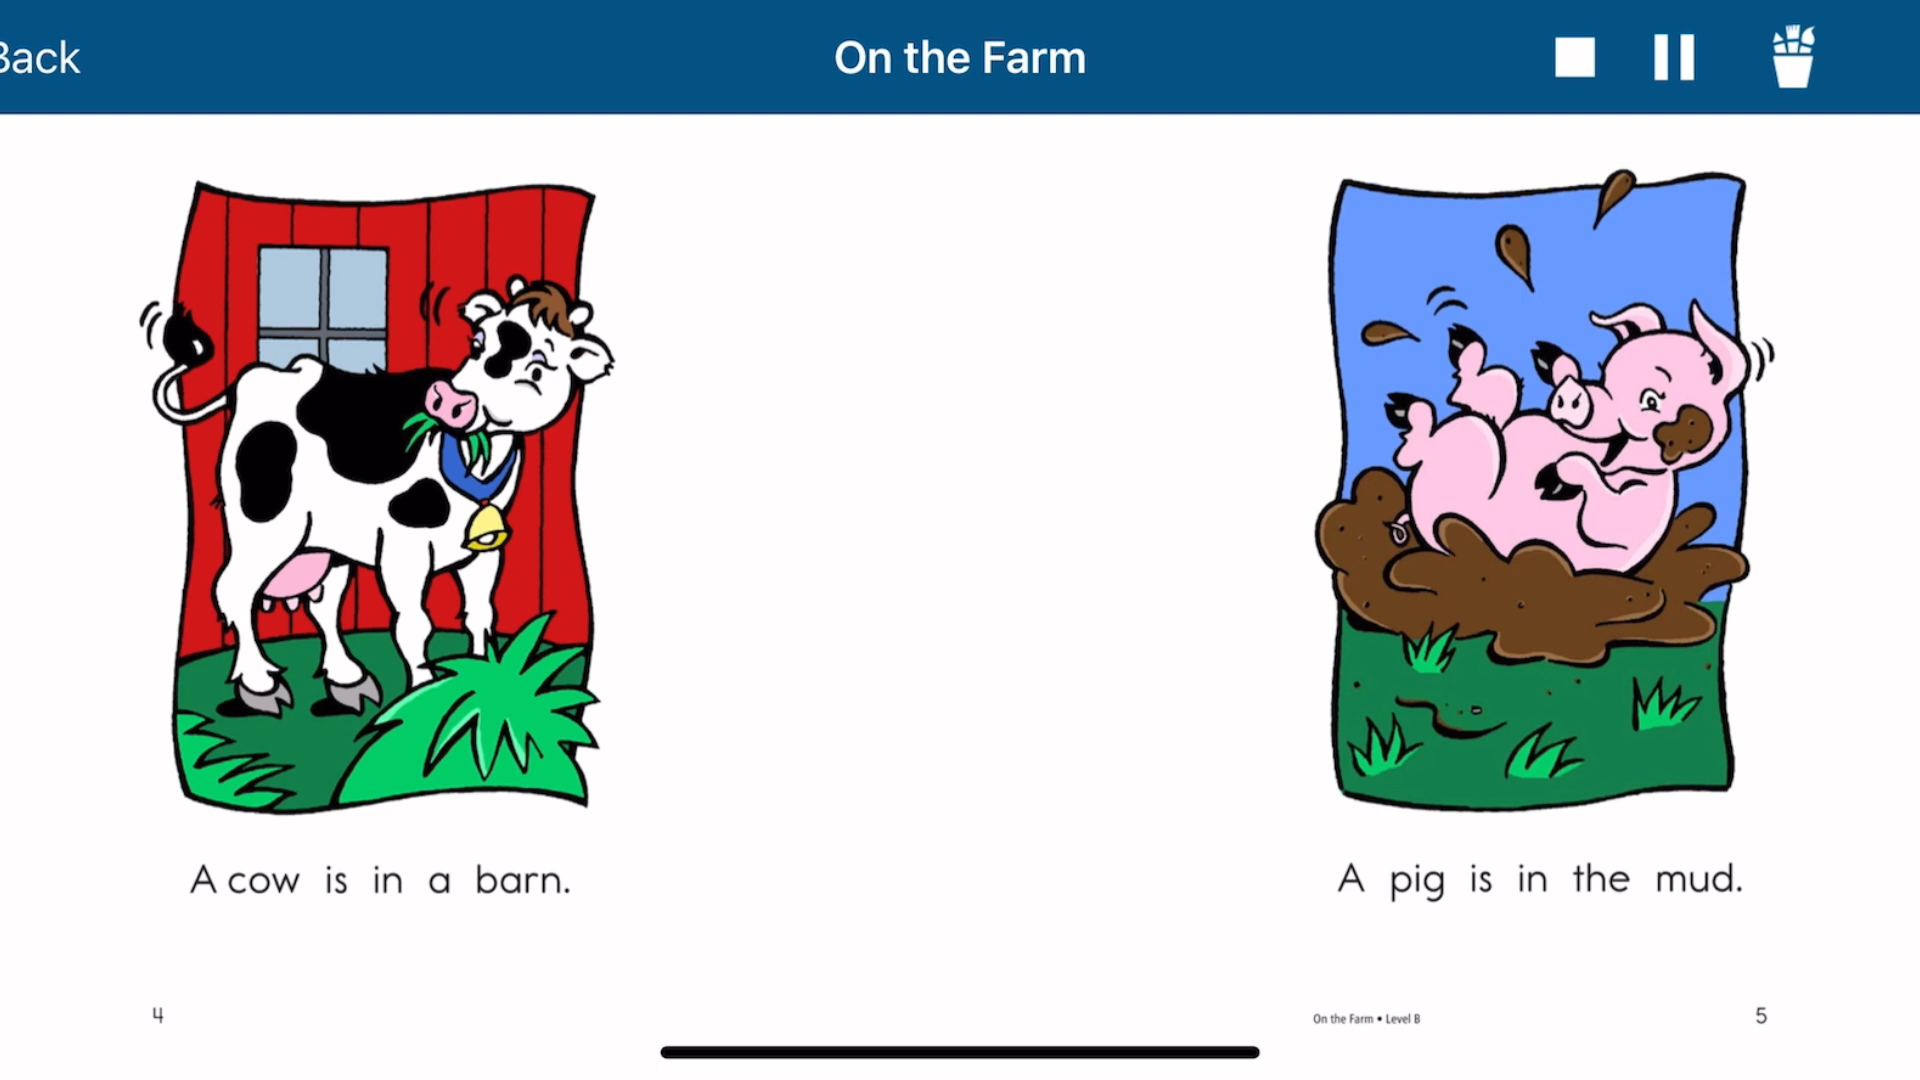 Back
On the Farm
A cow is in a barn.
A pig is in the mud.
4
On the Farm • Level B
5